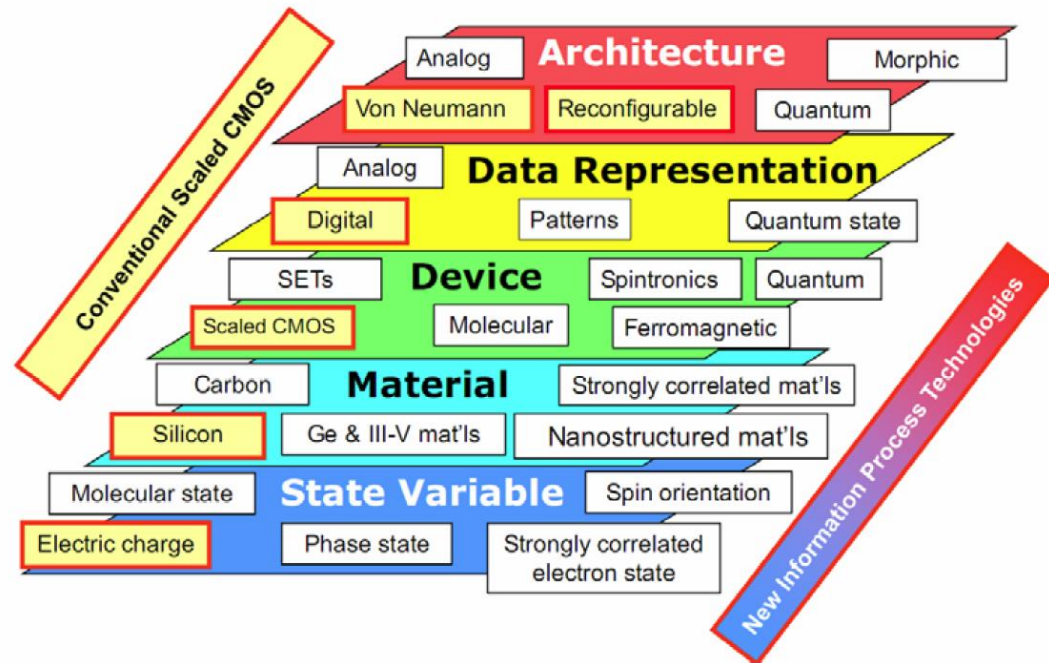 Conventional Scaled CMOS
Analog
Architecture
Morphic
Von Neumann
Reconfigurable
Quantum
Analog
Data Representation
Digital
Patterns
Quantum state
SETs
Device
Spintronics
Quantum
Scaled CMOS
Molecular
Ferromagnetic
Carbon
Material
Strongly correlated mat'ls
Silicon
Ge & III-V mat'ls
Nanostructured mat'ls
Molecular state
State Variable
Spin orientation
Electric charge
Phase state
Strongly correlated
electron state
New Information Process Technologies